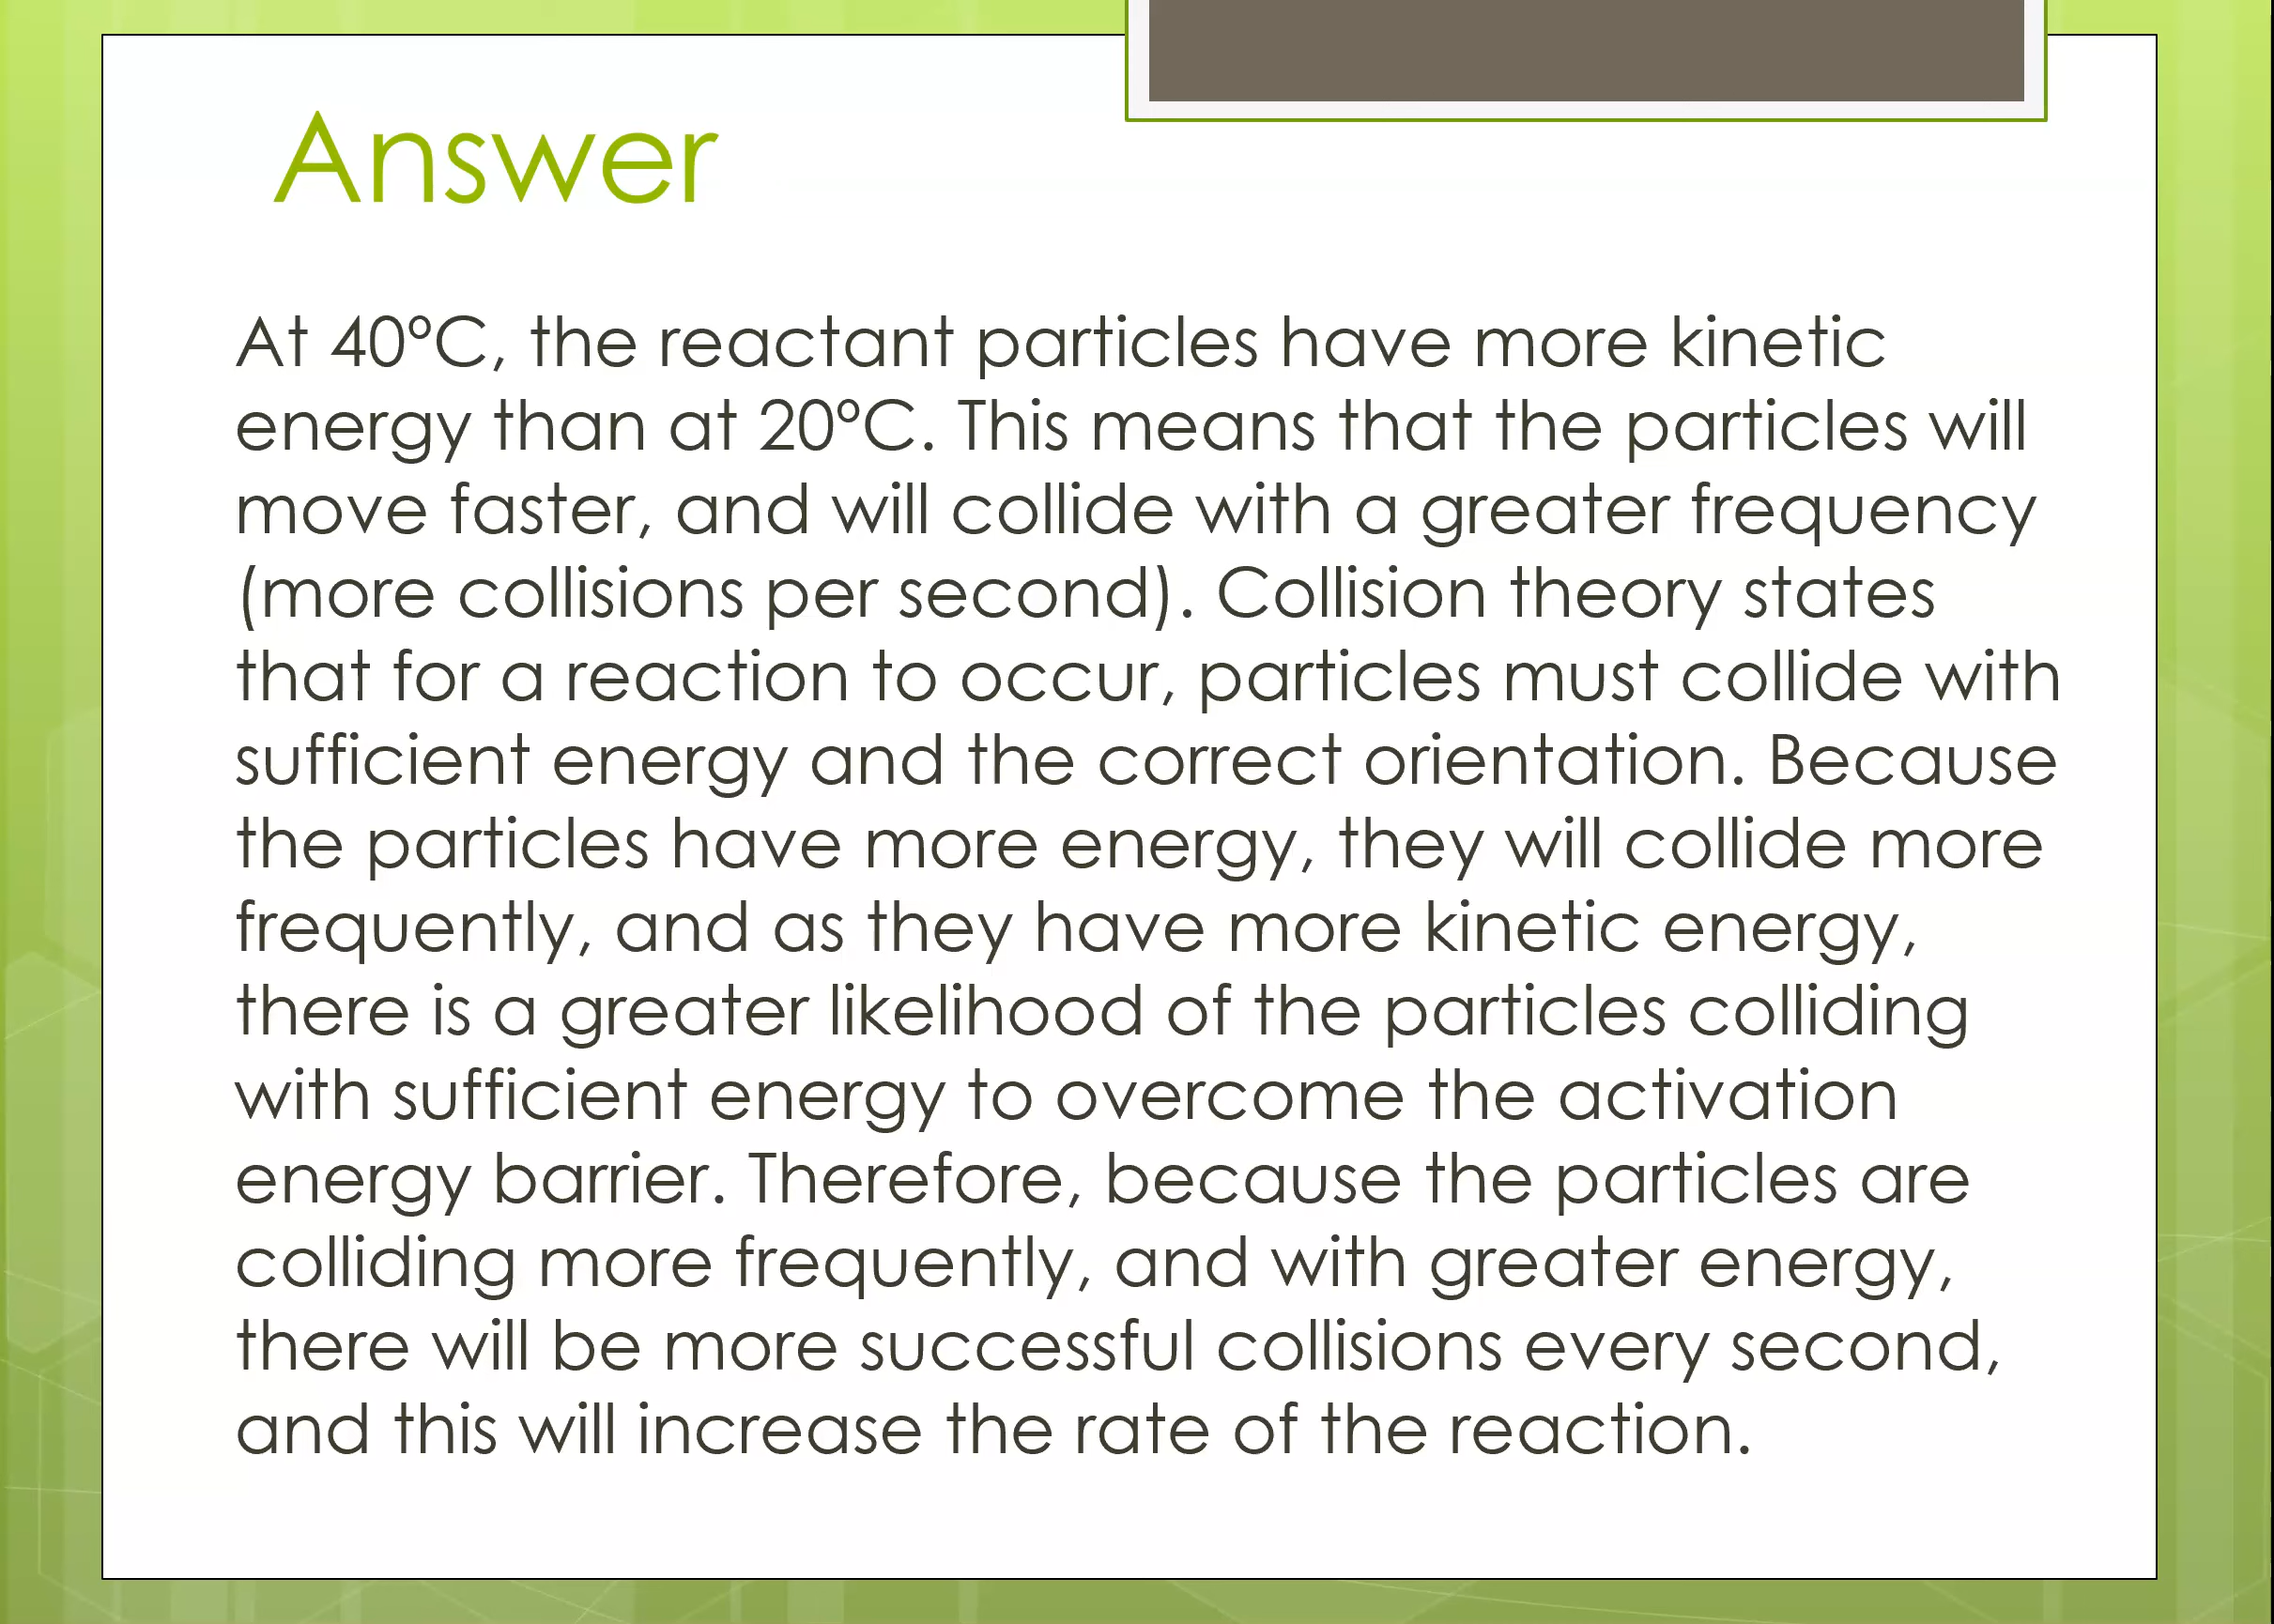 Answer
At 40ºC, the reactant particles have more kinetic
energy than at 20ºC. This means that the particles will
move faster, and will collide with a greater frequency
(more collisions per second). Collision theory states
that for a reaction to occur, particles must collide with
sufficient energy and the correct orientation. Because
the particles have more energy, they will collide more
frequently, and as they have more kinetic energy,
there is a greater likelihood of the particles colliding
with sufficient energy to overcome the activation
energy barrier. Therefore, because the particles are
colliding more frequently, and with greater energy,
there will be more successful collisions every second,
and this will increase the rate of the reaction.